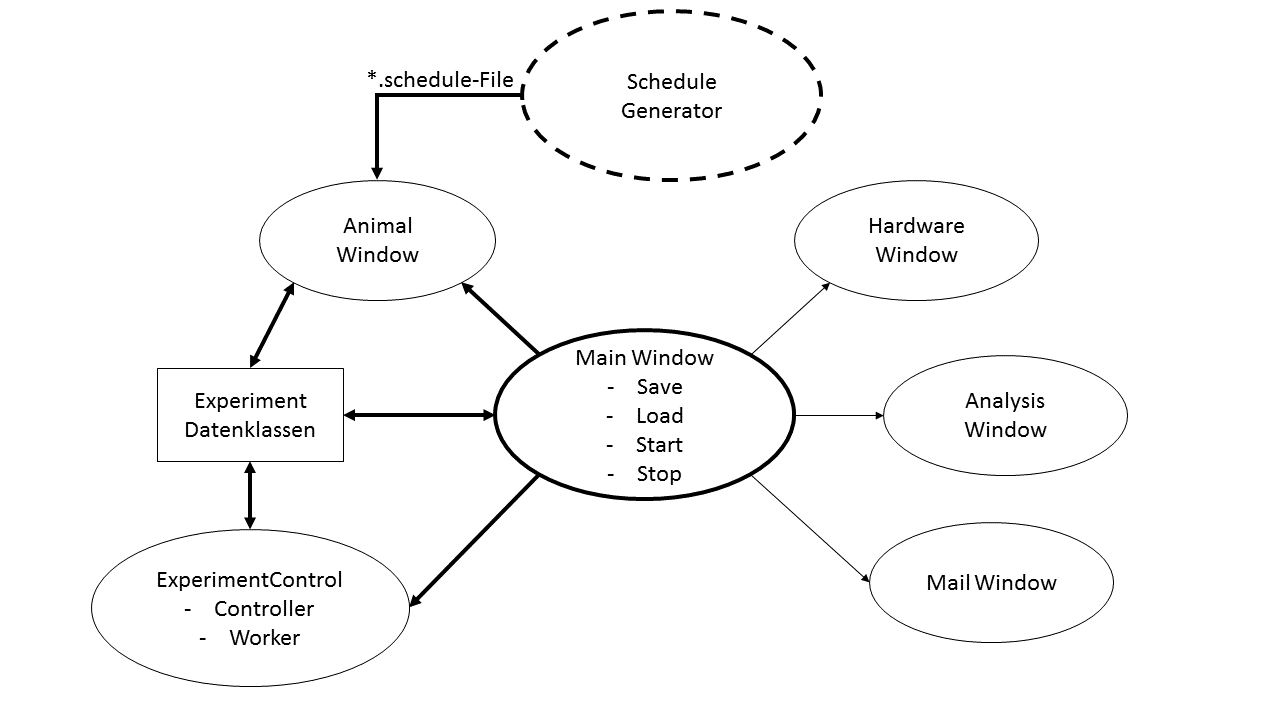 *.schedule-File
Schedule
Generator
Animal
Window
Hardware
Window
Main Window
- Save
- Load
- Start
- Stop
Experiment
Datenklassen
Analysis
Window
ExperimentControl
- Controller
- Worker
Mail Window